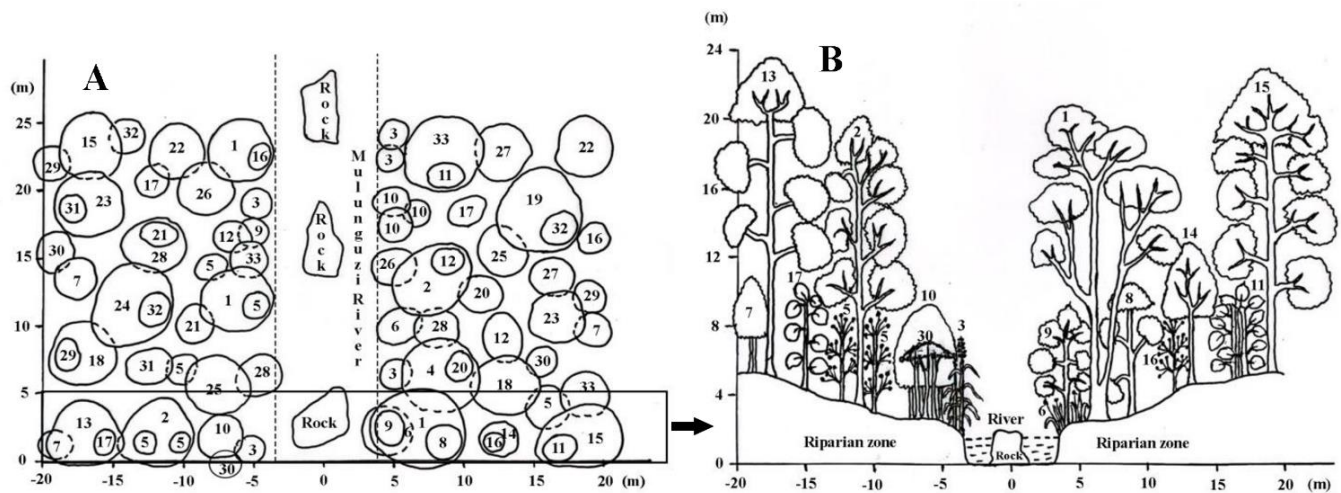 A
(m)
25
20
15
10
5
0
-20 -15 -10 -5 0 5 10 15 20 (m)
15 32 22 1 16
29 17 26
31 23 3
21 12 9
30 28 5 33
7
24 32 1 5
21
29 18 31 5 25 28
13 7 17 2 5 5 10 3 30
Rock
Rock
Rock
Mulunguzi River
3 33 27 22
3 11
10 10 10 17 19 32 16
26 12 2 25 27 29
20 23 7
6 28 12
3 4 20 30 18 33
5
9 6 1 8 16 14 11 15
B
(m)
24
20
16
12
8
4
0
-20 -15 -10 -5 0 5 10 15 20 (m)
13
2
17
7
5
5
10
30
3
1
15
14
8
11
9
16
6
River
Rock
Riparian zone
Riparian zone